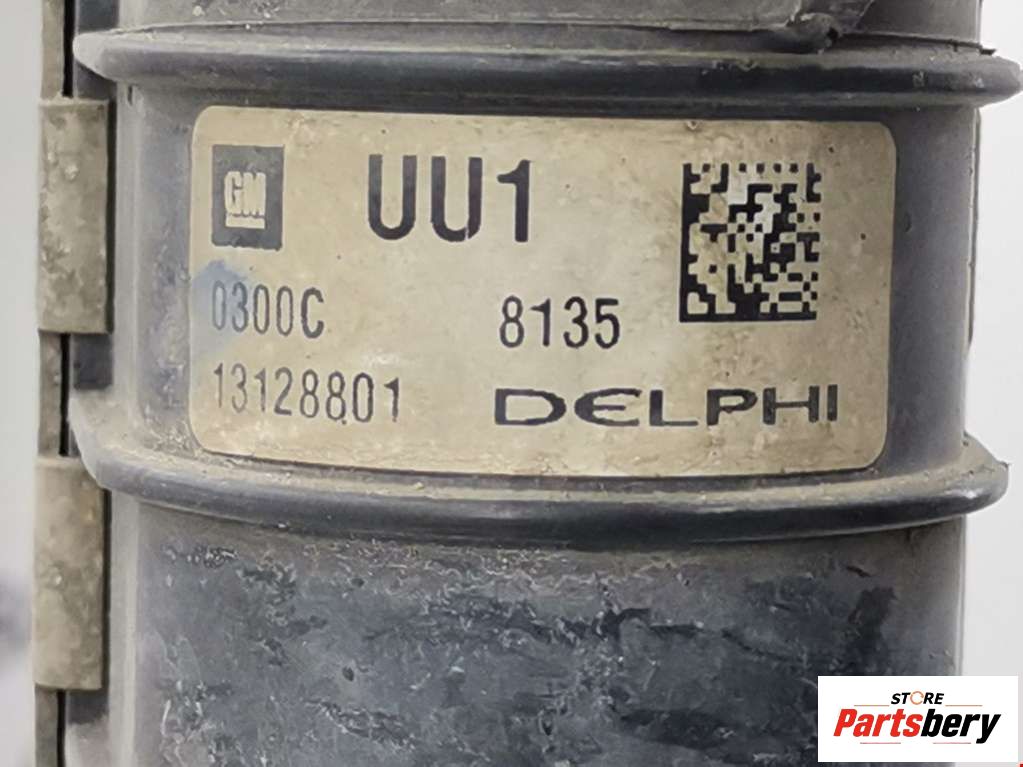 GM UU1
0300C 8135
13128801 DELPHI
STORE
Partsbery